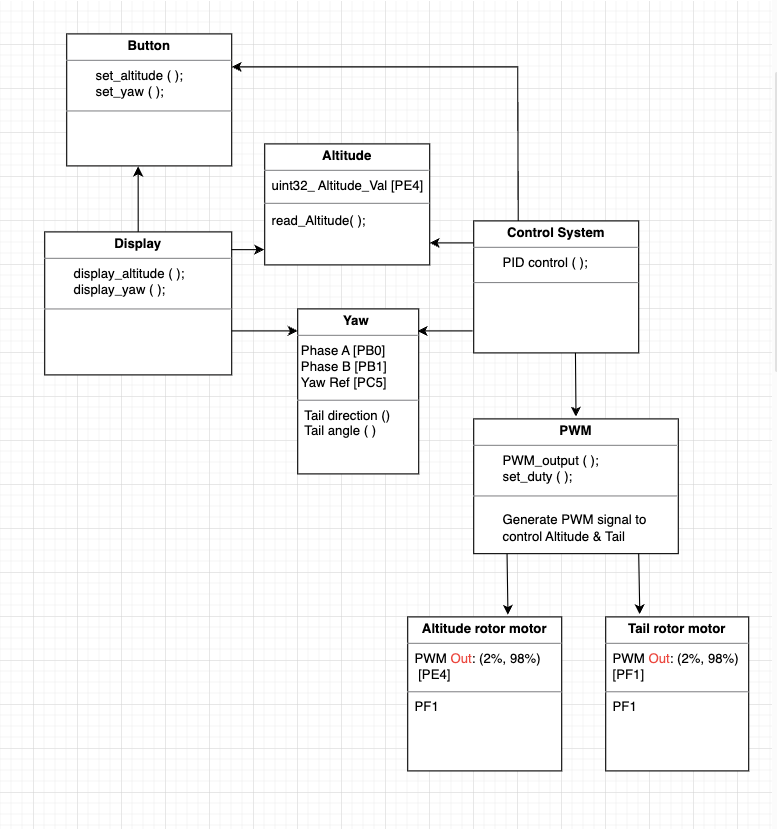 Button
set_altitude ( );
set_yaw ( );
Altitude
uint32_ Altitude_Val [PE4]
read_Altitude( );
Display
display_altitude ( );
display_yaw ( );
Control System
PID control ( );
Yaw
Phase A [PB0]
Phase B [PB1]
Yaw Ref [PC5]
Tail direction ()
Tail angle ( )
PWM
PWM_output ( );
set_duty ( );
Generate PWM signal to
control Altitude & Tail
Altitude rotor motor
PWM Out: (2%, 98%)
[PE4]
PF1
Tail rotor motor
PWM Out: (2%, 98%)
[PF1]
PF1